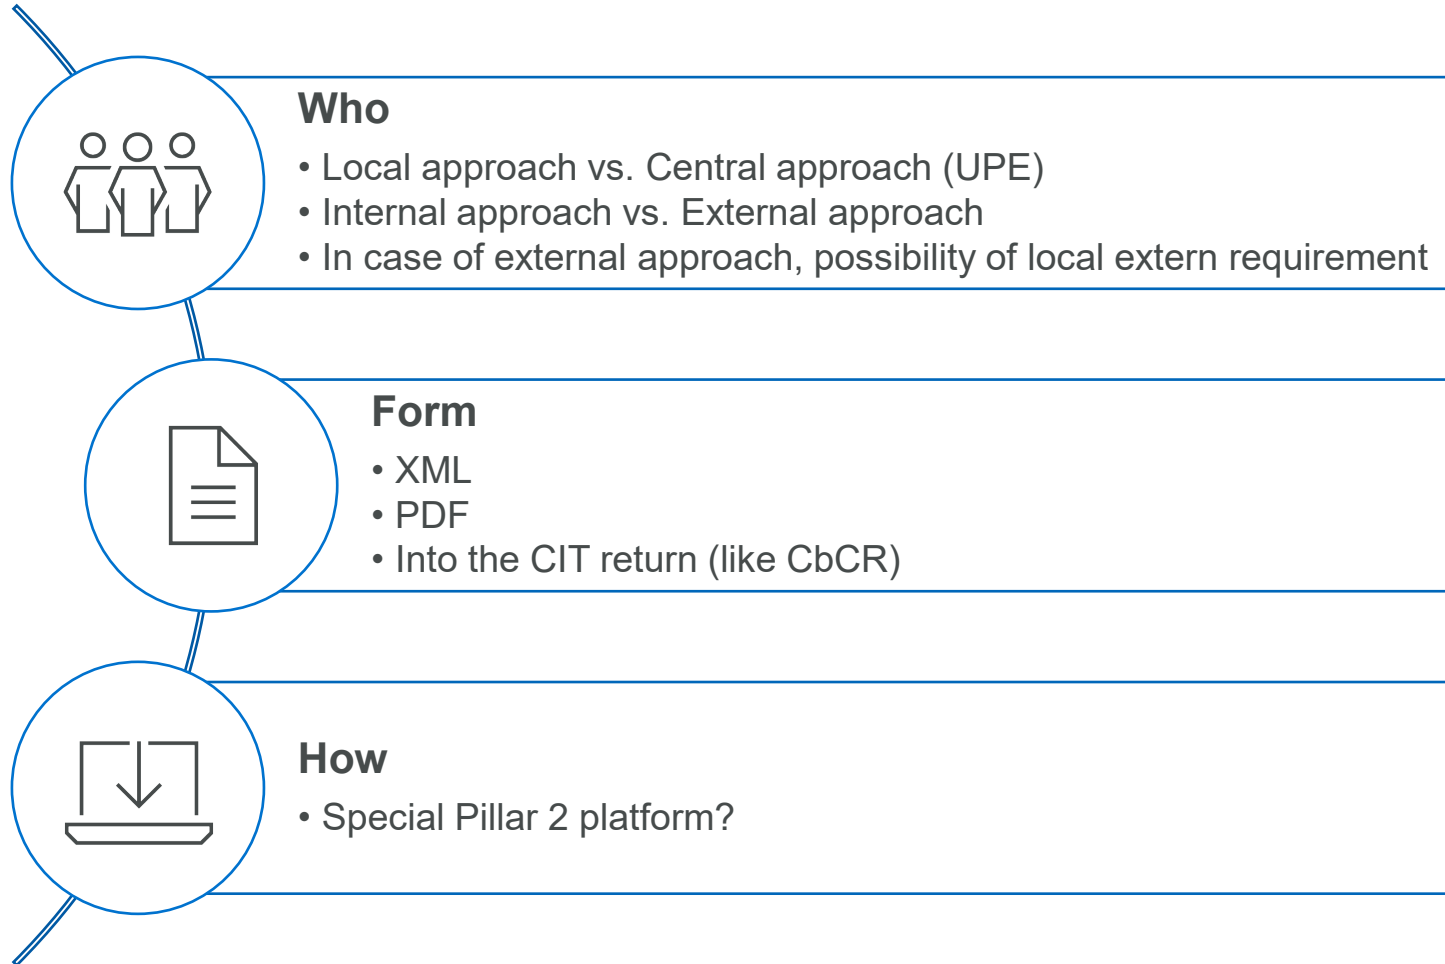 Who
• Local approach vs. Central approach (UPE)
• Internal approach vs. External approach
• In case of external approach, possibility of local extern requirement
Form
• XML
• PDF
• Into the CIT return (like CbCR)
How
• Special Pillar 2 platform?